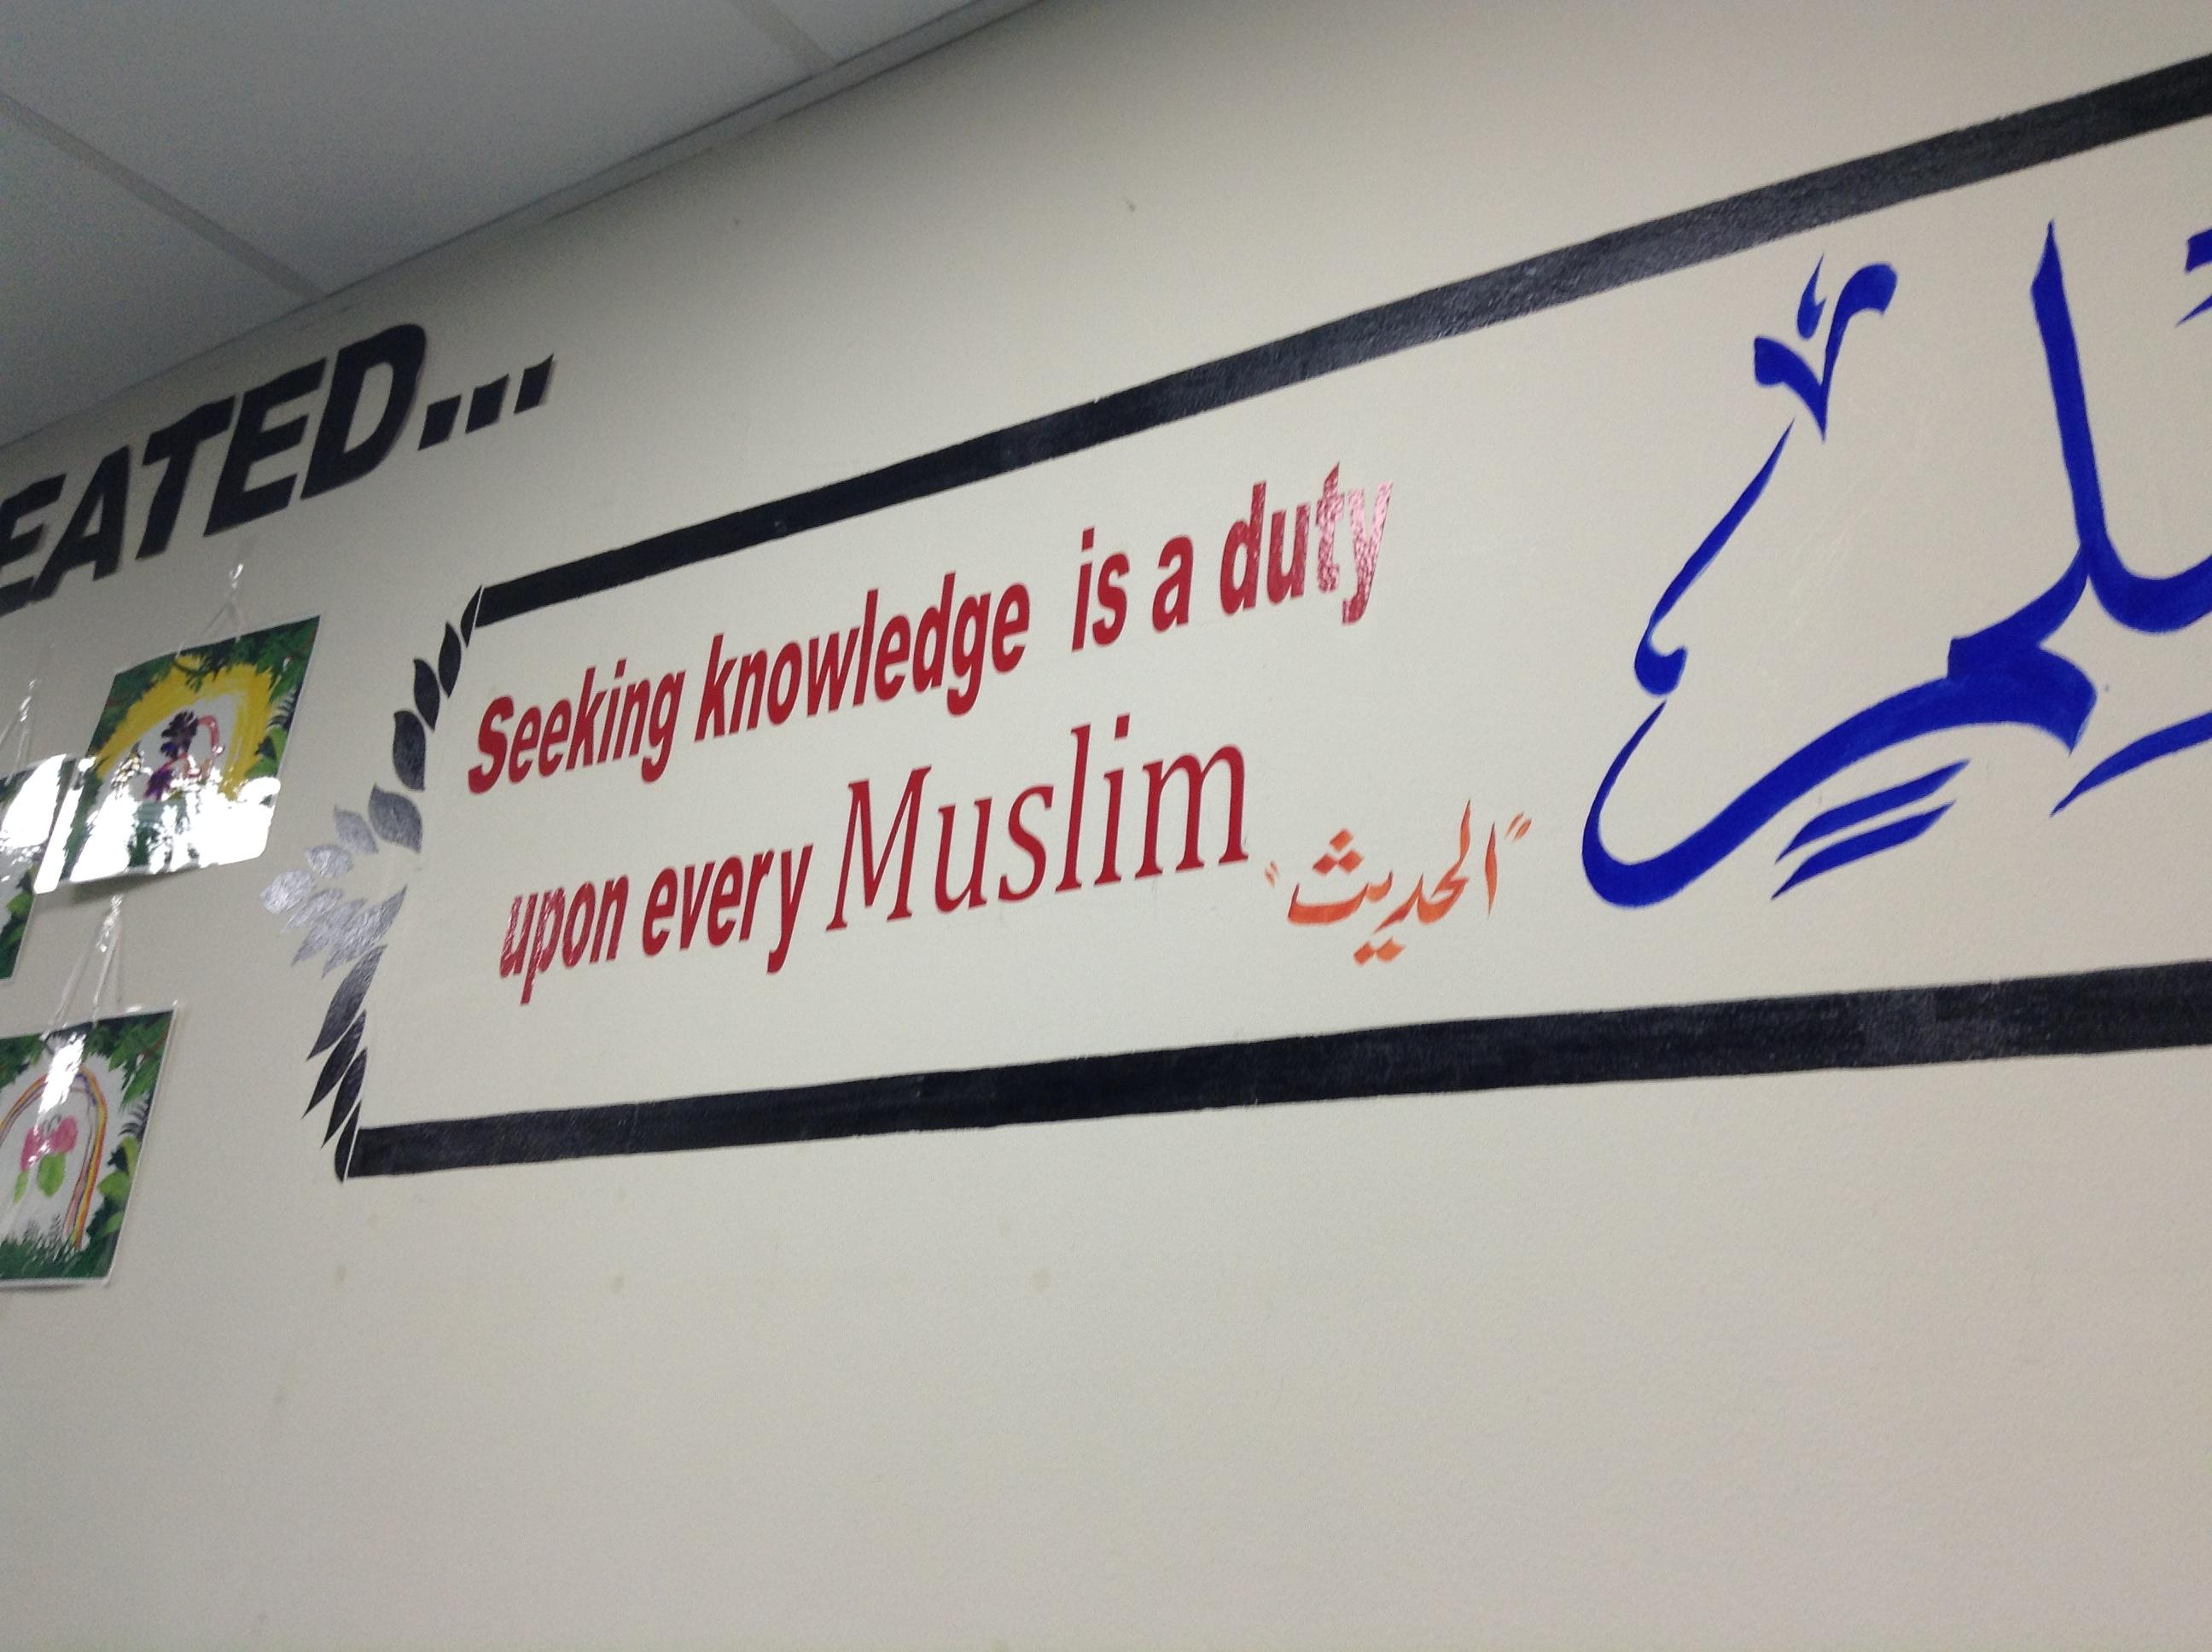 EATED...
Seeking knowledge is a duty
upon every Muslim
"الحديث"